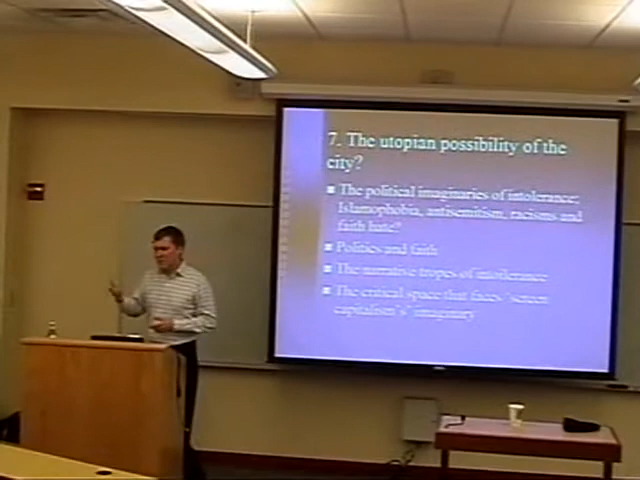 7. The utopian possibility of the
city?
The political imaginaries of intolerance;
Islamophobia, antisemitism, racisms and
faith hate?
Politics and faith
The narrative tropes of intolerance
The critical space that faces 'screen
capitalism's' imaginary